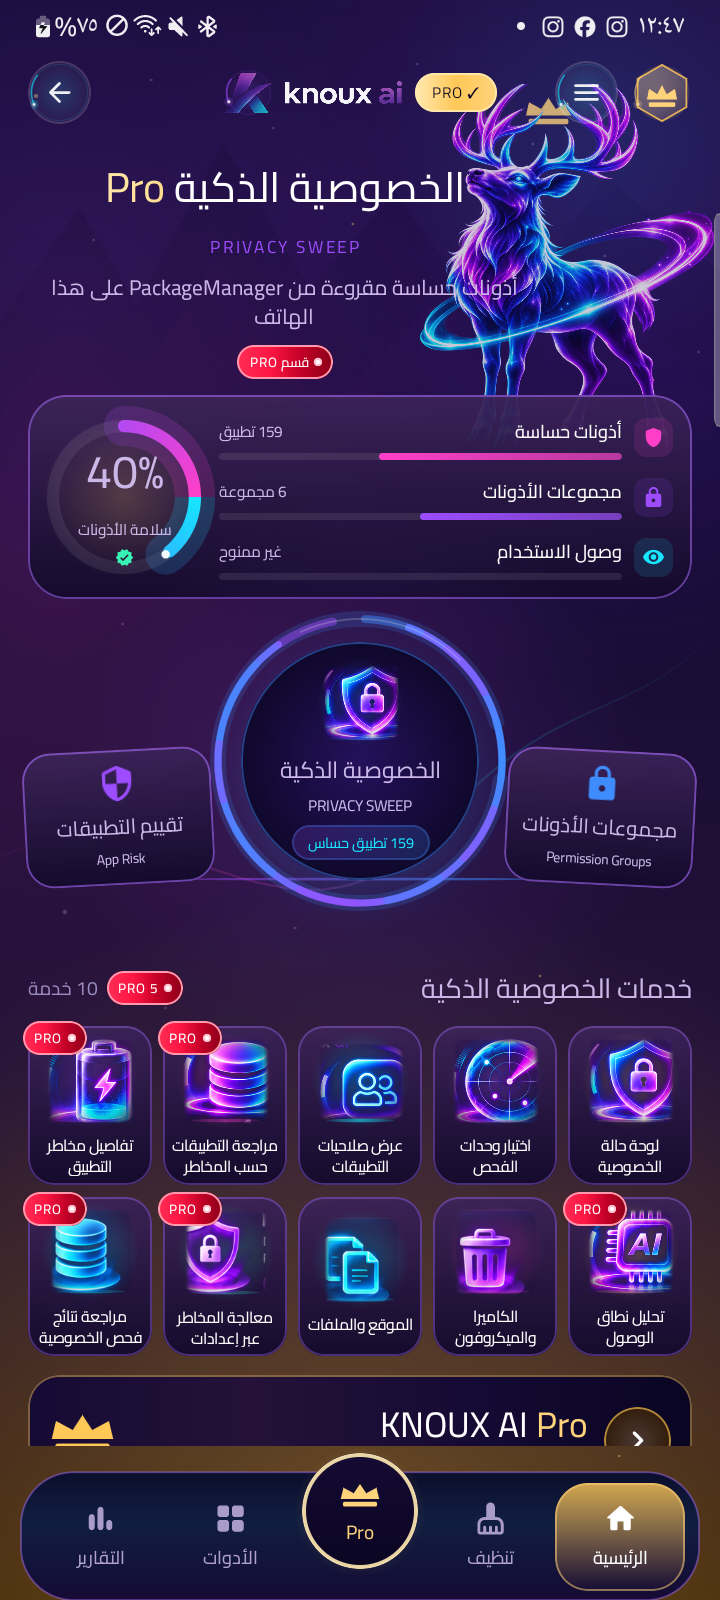 ١٢:٤٧
%٧٥
knoux ai
PRO ✓
الخصوصية الذكية Pro
PRIVACY SWEEP
أذونات حساسة مقروءة من PackageManager على هذا
الهاتف
قسم PRO
أذونات حساسة
159 تطبيق
مجموعات الأذونات
6 مجموعة
وصول الاستخدام
غير ممنوح
40%
سلامة الأذونات
الخصوصية الذكية
PRIVACY SWEEP
159 تطبيق حساس
مجموعات الأذونات
Permission Groups
تقييم التطبيقات
App Risk
خدمات الخصوصية الذكية
PRO 5
10 خدمة
لوحة حالة
الخصوصية
اختيار وحدات
الفحص
عرض صلاحيات
التطبيقات
PRO
مراجعة التطبيقات
حسب المخاطر
PRO
تفاصيل مخاطر
التطبيق
PRO
AI
تحليل نطاق
الوصول
الكاميرا
والميكروفون
الموقع والملفات
PRO
معالجة المخاطر
عبر إعدادات
PRO
مراجعة نتائج
فحص الخصوصية
KNOUX AI Pro
الرئيسية
تنظيف
Pro
الأدوات
التقارير